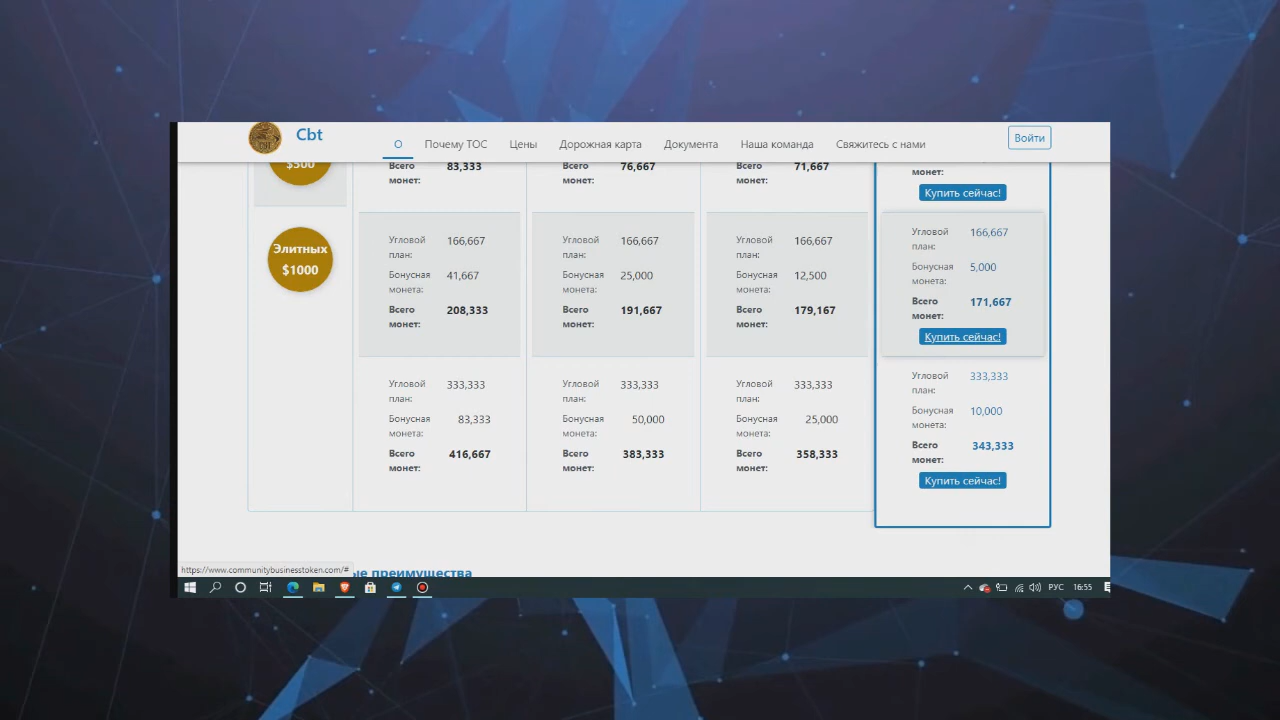 Cbt
О Почему ТОС Цены Дорожная карта Документа Наша команда Свяжитесь с нами Войти
$500
Всего монет: 83,333
Всего монет: 76,667
Всего монет: 71,667
монет:
Купить сейчас!
Элитных
$1000
Угловой план: 166,667
Бонусная монета: 41,667
Всего монет: 208,333
Угловой план: 166,667
Бонусная монета: 25,000
Всего монет: 191,667
Угловой план: 166,667
Бонусная монета: 12,500
Всего монет: 179,167
Угловой план: 166,667
Бонусная монета: 5,000
Всего монет: 171,667
Купить сейчас!
Угловой план: 333,333
Бонусная монета: 83,333
Всего монет: 416,667
Угловой план: 333,333
Бонусная монета: 50,000
Всего монет: 383,333
Угловой план: 333,333
Бонусная монета: 25,000
Всего монет: 358,333
Угловой план: 333,333
Бонусная монета: 10,000
Всего монет: 343,333
Купить сейчас!
https://www.communitybusinesstoken.com/#
ые преимущества
РУС 16:55